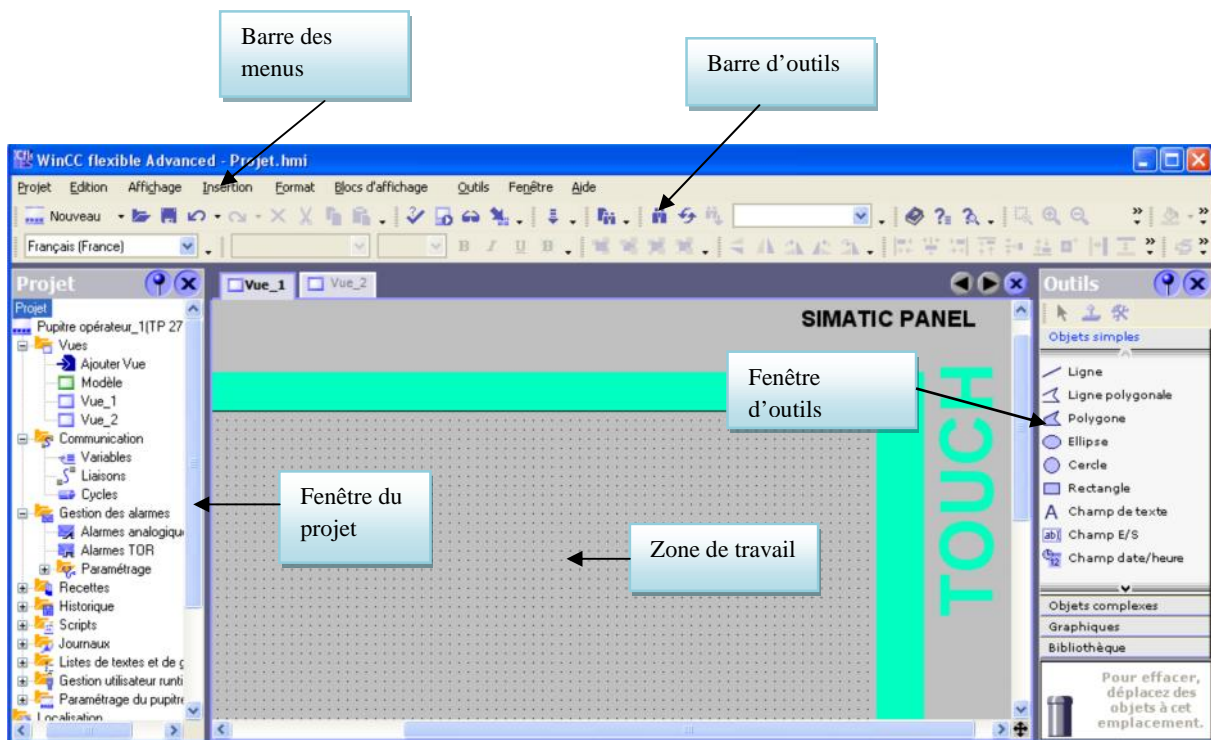 Barre des
menus
Barre d'outils
WinCC flexible Advanced - Projet.hmi
Projet Edition Affichage Insertion Format Blocs d'affichage Outils Fenêtre Aide
Nouveau
Français (France)
B I U
Projet
Projet
Pupitre opérateur_1(TP 27
Vues
Ajouter Vue
Modèle
Vue_1
Vue_2
Communication
Variables
Liaisons
Cycles
Gestion des alarmes
Alarmes analogiqu
Alarmes TOR
Paramétrage
Recettes
Historique
Scripts
Journaux
Listes de textes et de g
Gestion utilisateur runti
Paramétrage du pupitre
Localisation
Vue_1 Vue_2
SIMATIC PANEL
TOUCH
Fenêtre du
projet
Zone de travail
Fenêtre
d'outils
Outils
Objets simples
Ligne
Ligne polygonale
Polygone
Ellipse
Cercle
Rectangle
A Champ de texte
Champ E/S
Champ date/heure
Objets complexes
Graphiques
Bibliothèque
Pour effacer,
déplacez des
objets à cet
emplacement.